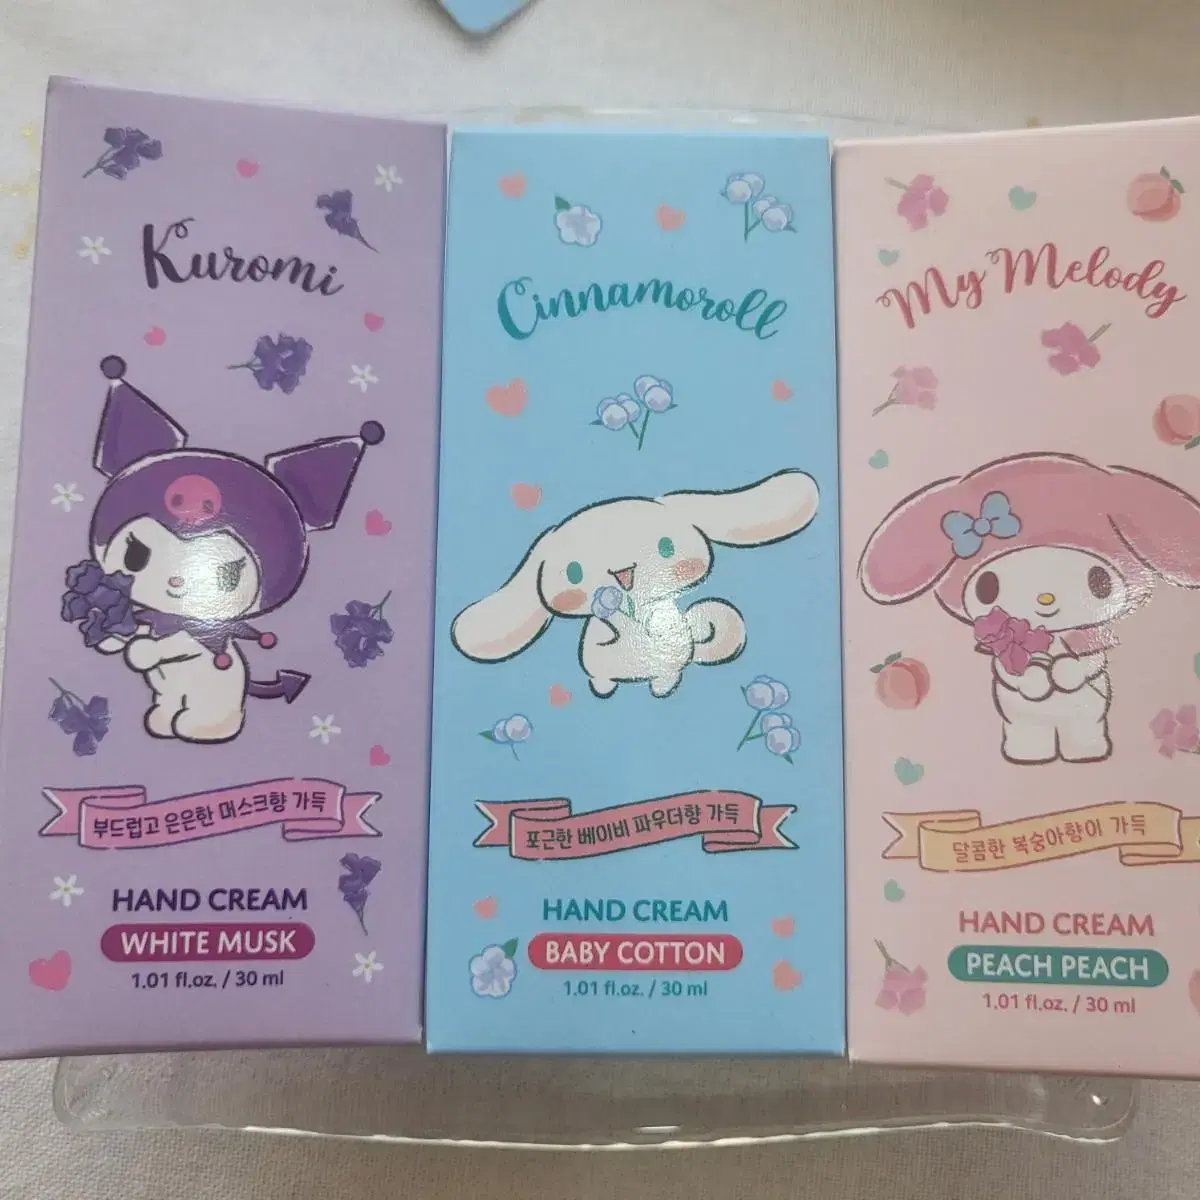 Kuromi
부드럽고 은은한 머스크향 가득
HAND CREAM
WHITE MUSK
1.01 fl.oz. / 30 ml
Cinnamoroll
포근한 베이비 파우더향 가득
HAND CREAM
BABY COTTON
1.01 fl.oz. / 30 ml
My Melody
달콤한 복숭아향이 가득
HAND CREAM
PEACH PEACH
1.01 fl.oz. / 30 ml